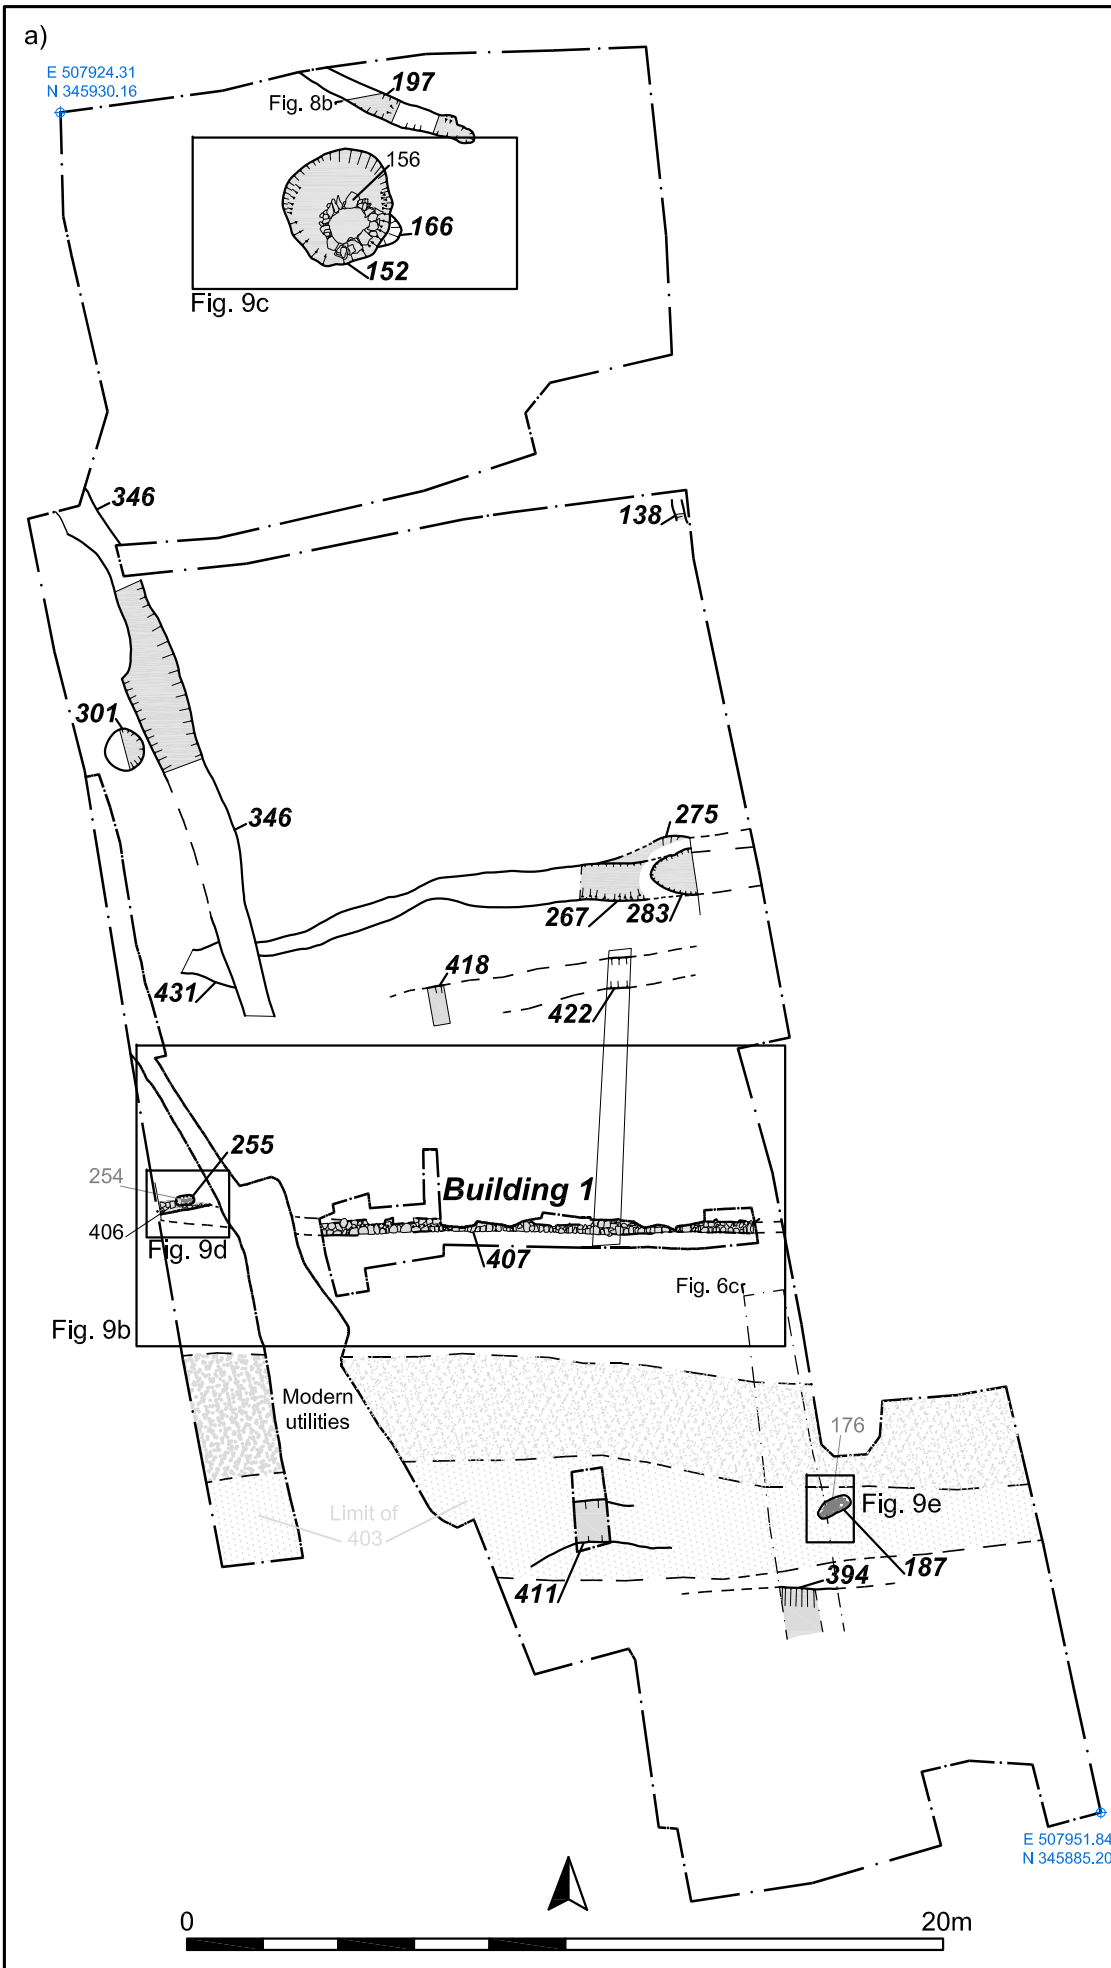 a)
E 507924.31
N 345930.16
197
Fig. 8b
156
166
152
Fig. 9c
346
138
301
346
275
267
283
431
418
422
255
254
406
Fig. 9d
Building 1
407
Fig. 6c
Fig. 9b
Modern
utilities
176
Fig. 9e
Limit of
403
187
394
411
E 507951.84
N 345885.20
0
20m